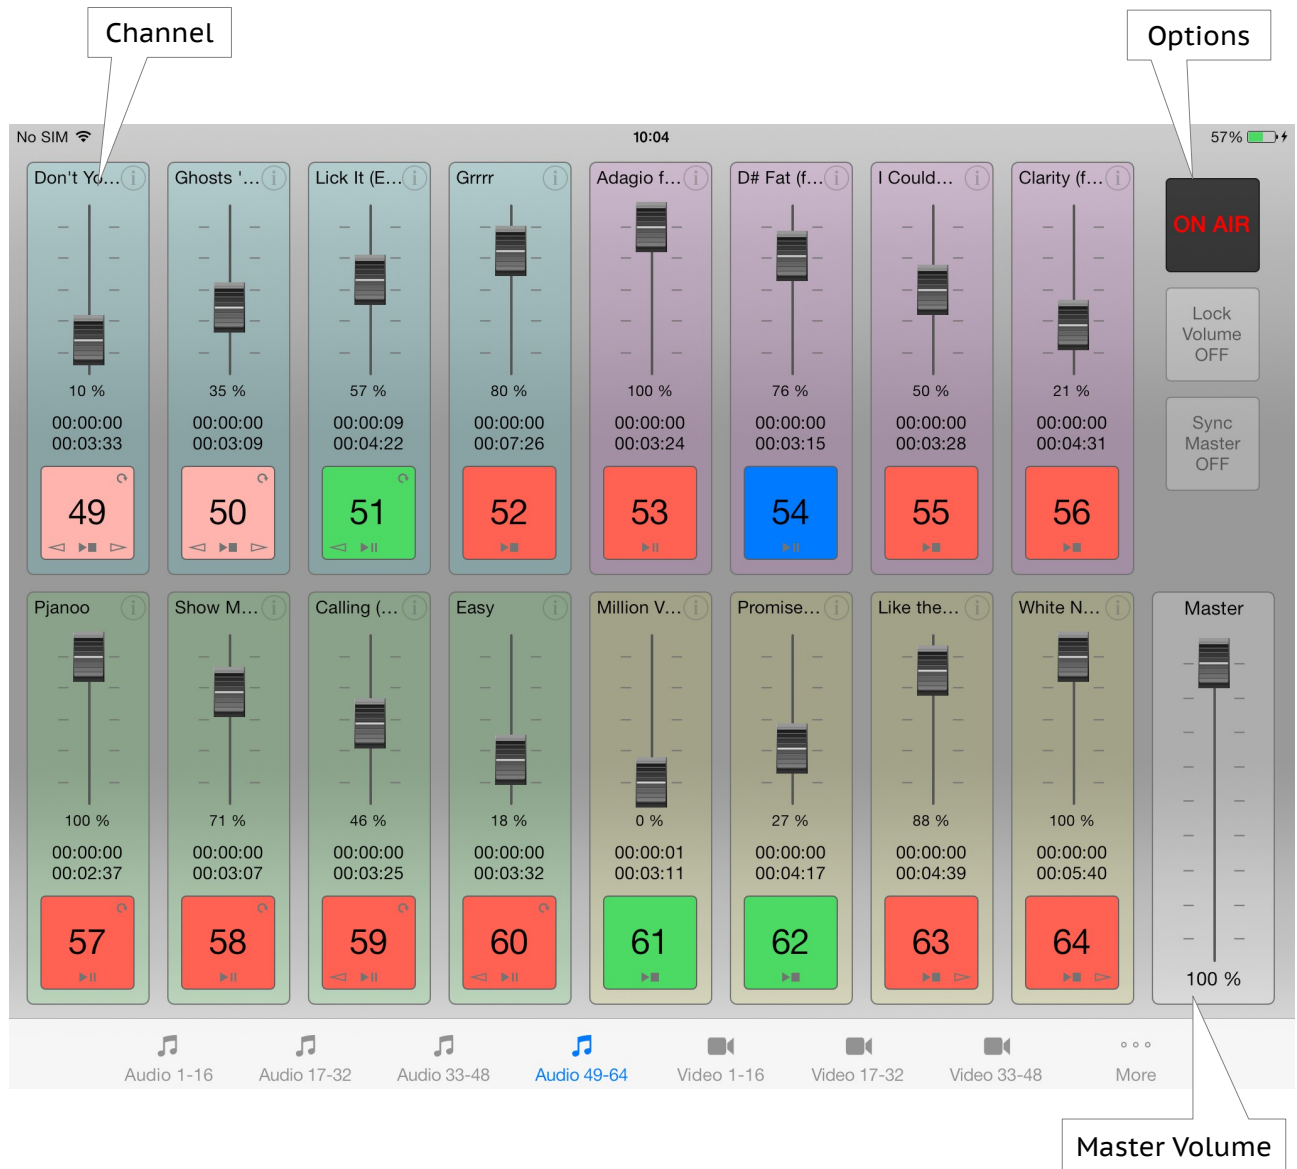 Channel
Options
No SIM 10:04 57%
Don't Yo... Ghosts '... Lick It (E... Grrrr Adagio f... D# Fat (f... I Could... Clarity (f...
ON AIR
Lock
Volume
OFF
10 % 35 % 57 % 80 % 100 % 76 % 50 % 21 %
00:00:00 00:00:00 00:00:09 00:00:00 00:00:00 00:00:00 00:00:00 00:00:00
00:03:33 00:03:09 00:04:22 00:07:26 00:03:24 00:03:15 00:03:28 00:04:31
Sync
Master
OFF
49 50 51 52 53 54 55 56
Pjanoo Show M... Calling (... Easy Million V... Promise... Like the... White N... Master
100 % 71 % 46 % 18 % 0 % 27 % 88 % 100 %
00:00:00 00:00:00 00:00:00 00:00:00 00:00:01 00:00:00 00:00:00 00:00:00
00:02:37 00:03:07 00:03:25 00:03:32 00:03:11 00:04:17 00:04:39 00:05:40
57 58 59 60 61 62 63 64
100 %
Audio 1-16 Audio 17-32 Audio 33-48 Audio 49-64 Video 1-16 Video 17-32 Video 33-48 More
Master Volume